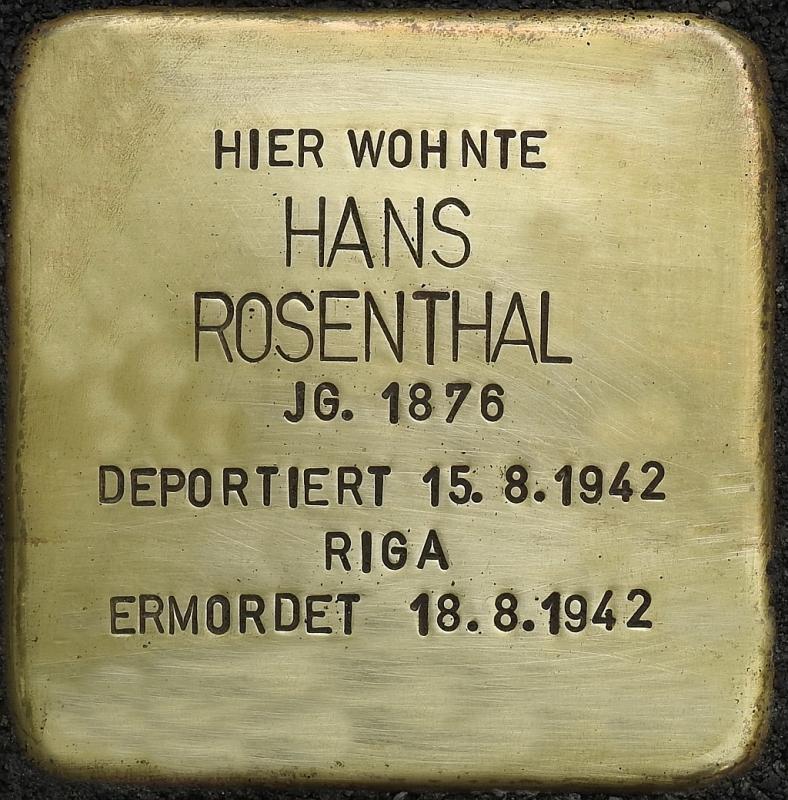 HIER WOHNTE
HANS
ROSENTHAL
JG. 1876
DEPORTIERT 15.8.1942
RIGA
ERMORDET 18.8.1942